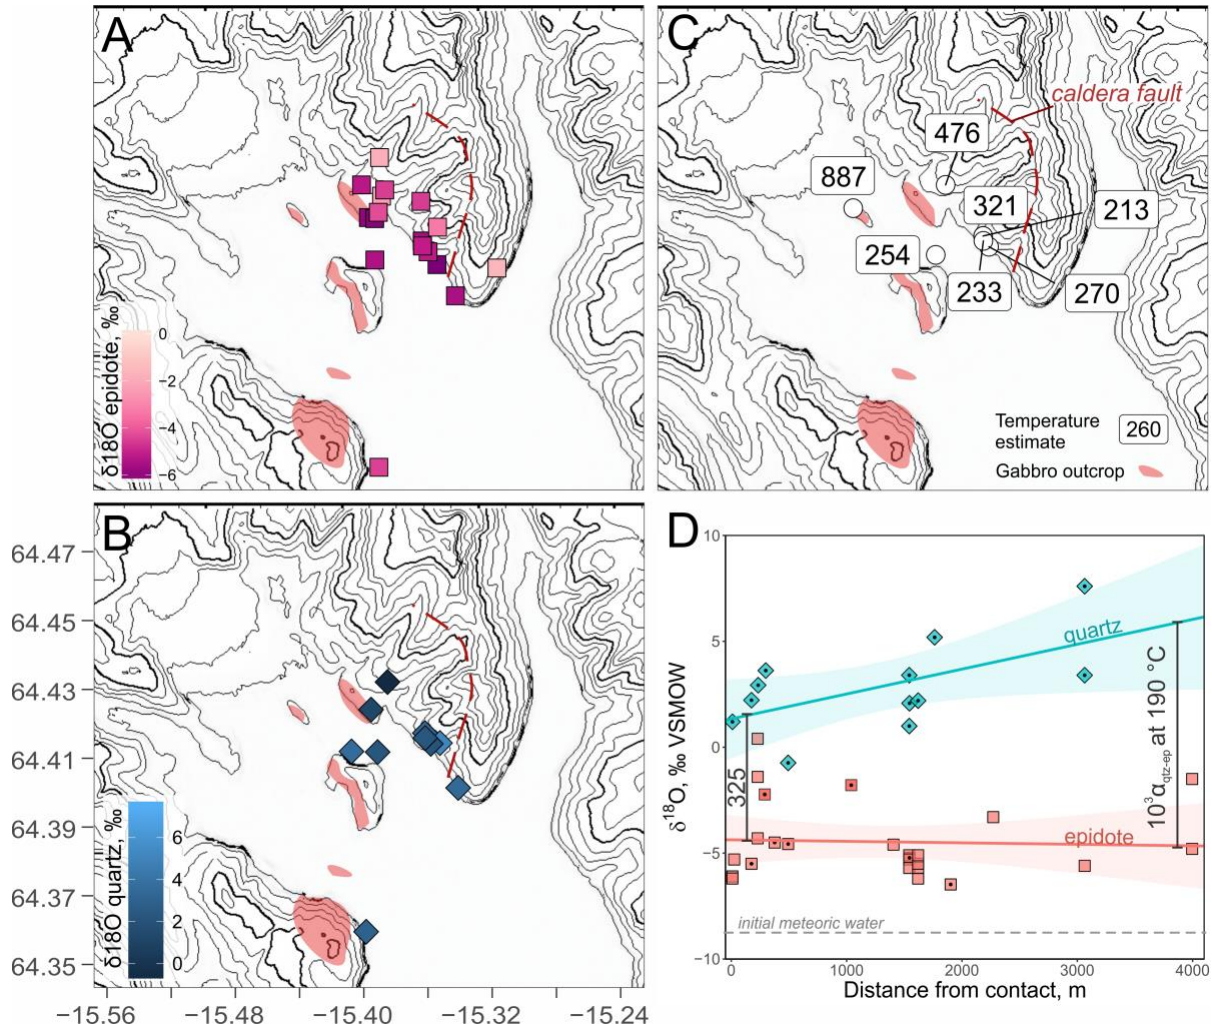 A
δ18O epidote, ‰
0
−2
−4
−6
C
caldera fault
476
887
321
213
254
233
270
Temperature
estimate
260
Gabbro outcrop
B
64.47
64.45
64.43
64.41
64.39
64.37
64.35
δ18O quartz, ‰
6
4
2
0
−15.56
−15.48
−15.40
−15.32
−15.24
D
10
5
0
−5
−10
δ¹⁸O, ‰ VSMOW
quartz
325
10³α qtz-ep at 190 °C
epidote
initial meteoric water
0
1000
2000
3000
4000
Distance from contact, m